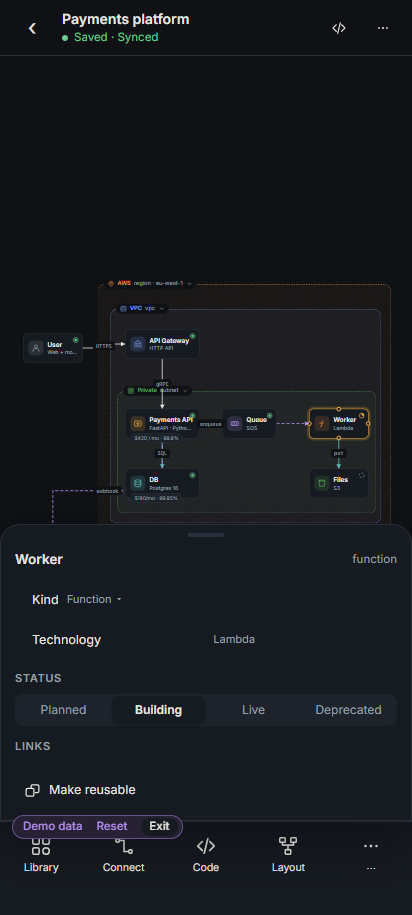 Payments platform
Saved · Synced
AWS region · eu-west-1
VPC vpc
User
Web + mo...
HTTPS
API Gateway
HTTP API
gRPC
Private subnet
Payments API
FastAPI · Pytho...
$420 / mo · 99.9%
enqueue
Queue
SQS
Worker
Lambda
SQL
put
DB
Postgres 16
$180/mo · 99.95%
Files
S3
webhook
Worker
function
Kind Function
Technology Lambda
STATUS
Planned Building Live Deprecated
LINKS
Make reusable
Demo data Reset Exit
Library Connect Code Layout ...